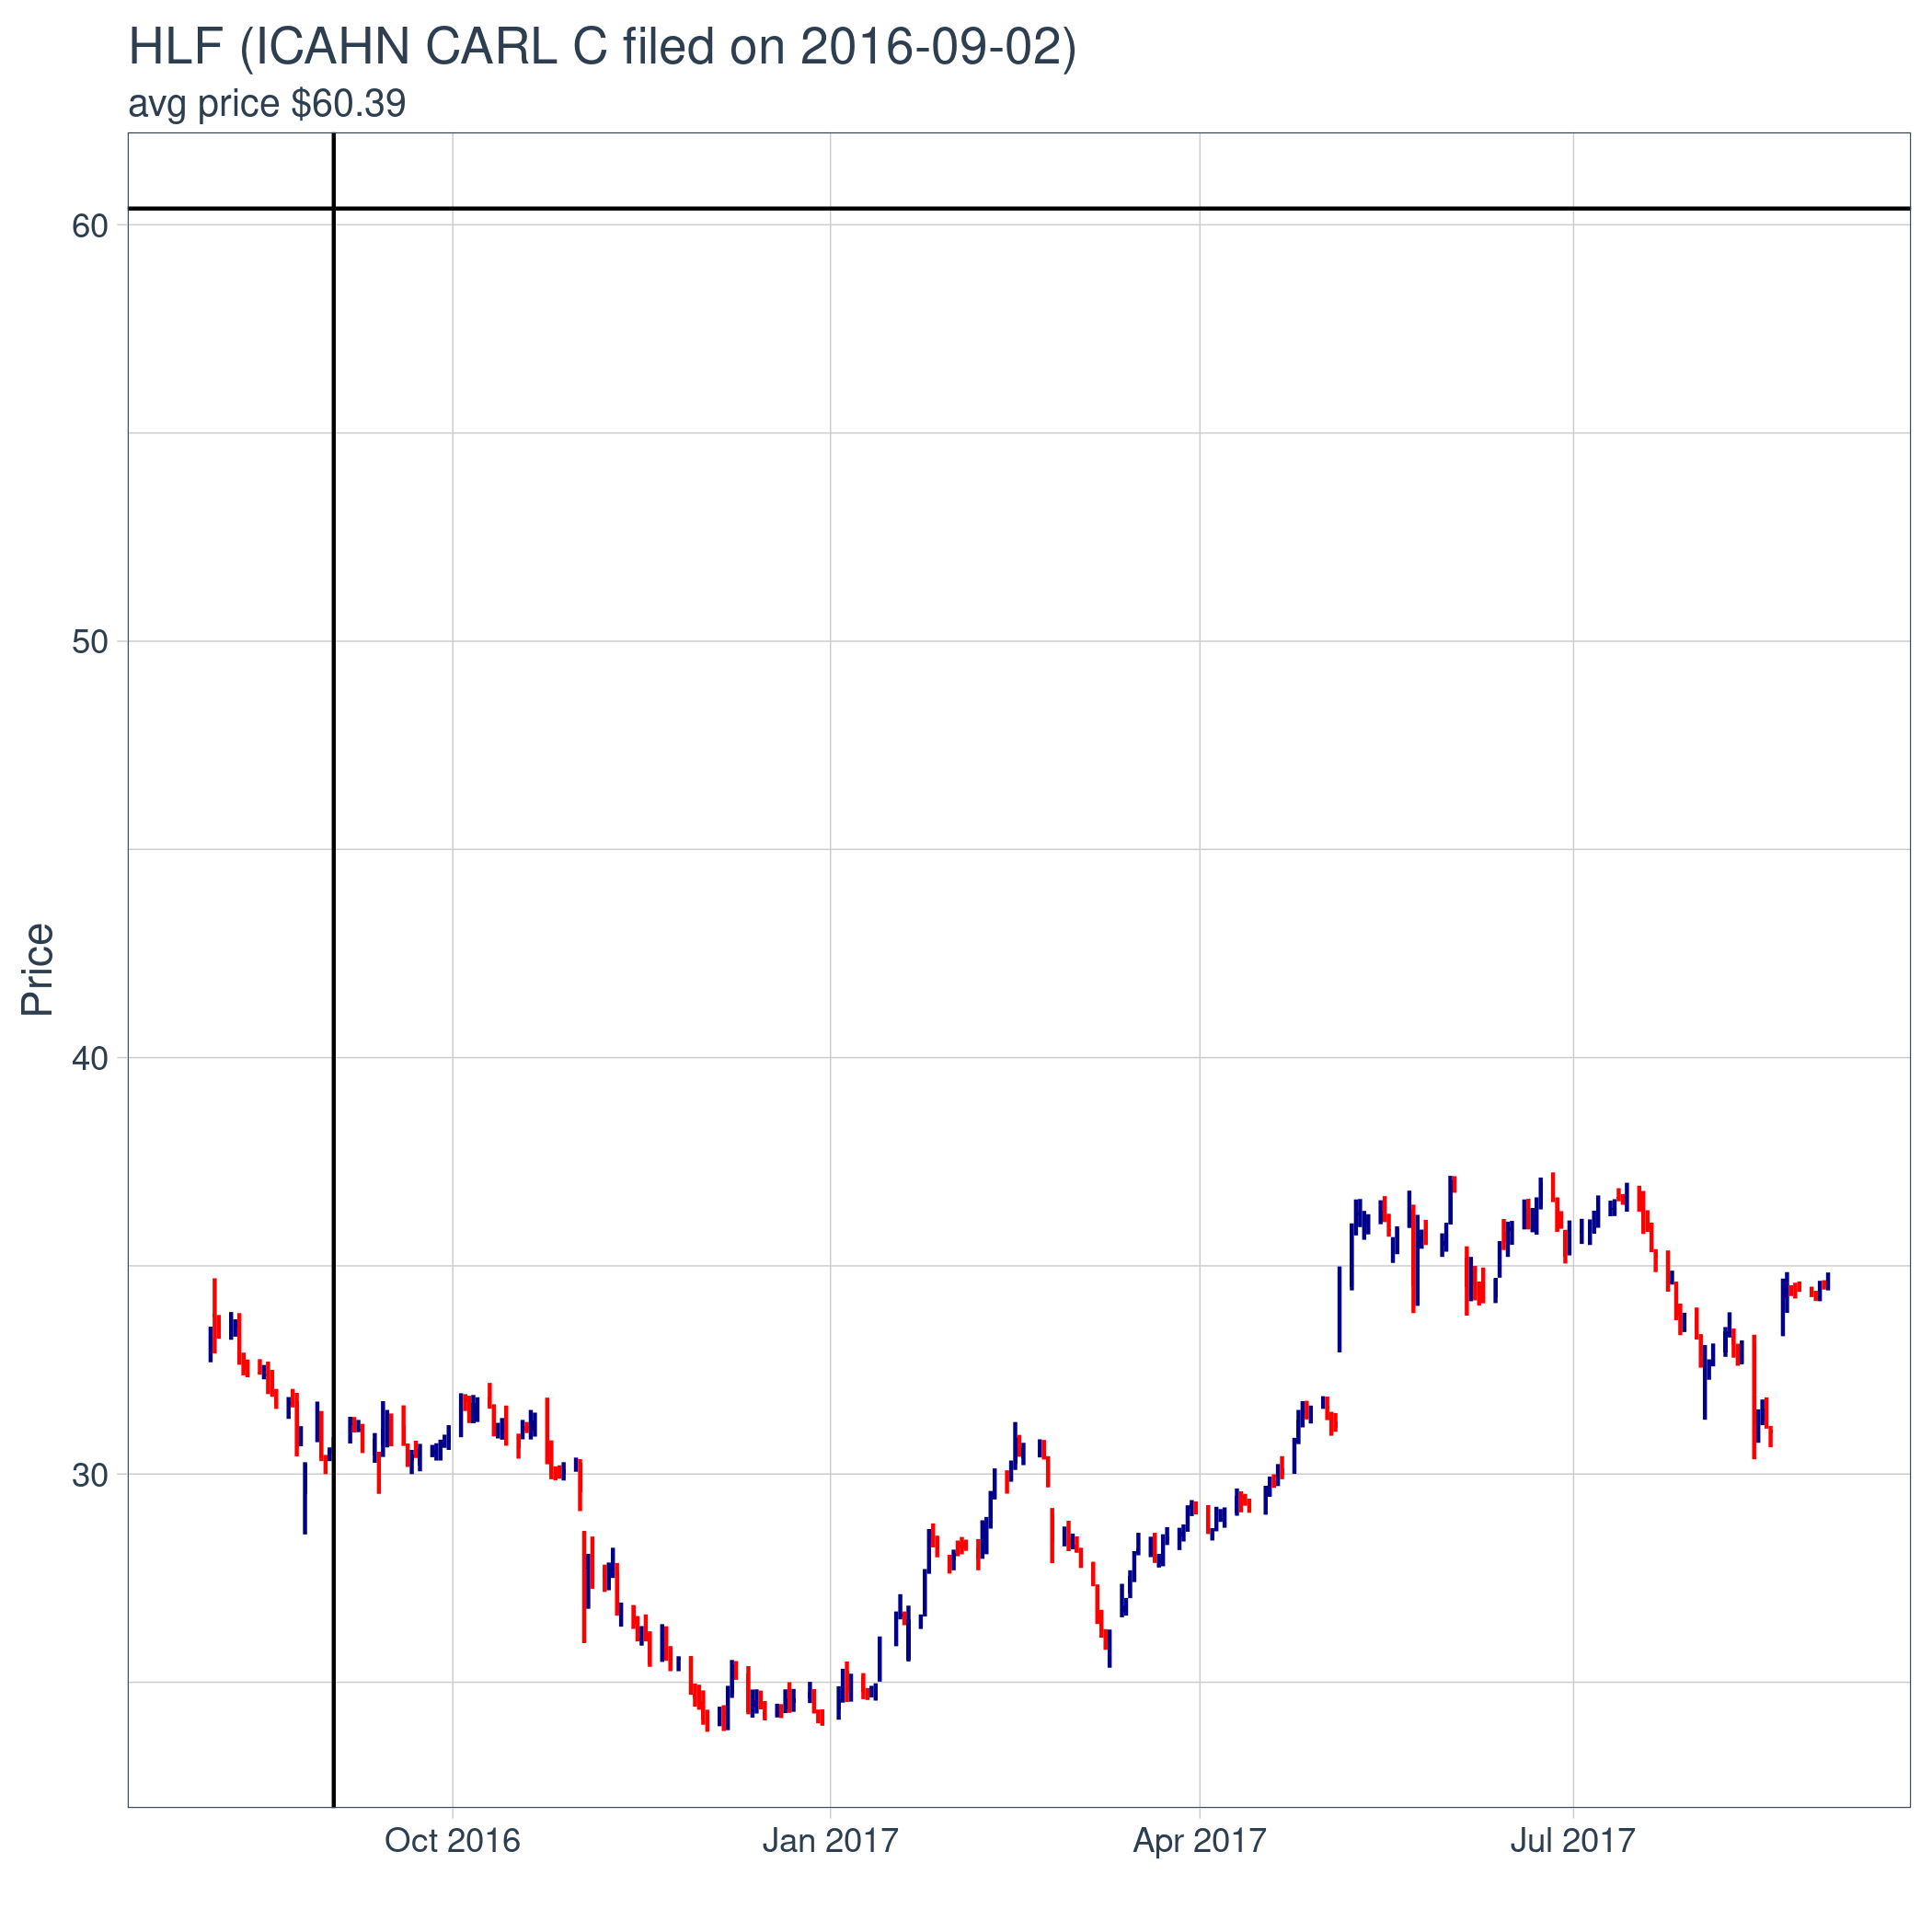 HLF (ICAHN CARL C filed on 2016-09-02)
avg price $60.39
Price
60
50
40
30
Oct 2016
Jan 2017
Apr 2017
Jul 2017